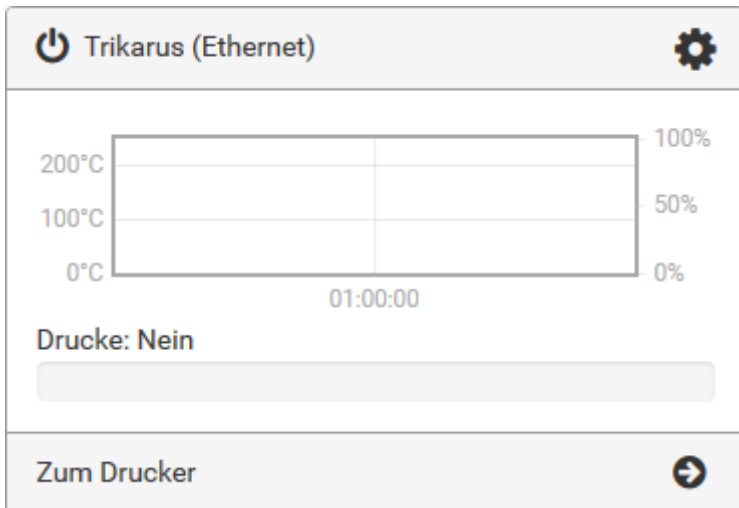 Trikarus (Ethernet)
100%
200°C
50%
100°C
0°C
0%
01:00:00
Drucke: Nein
Zum Drucker